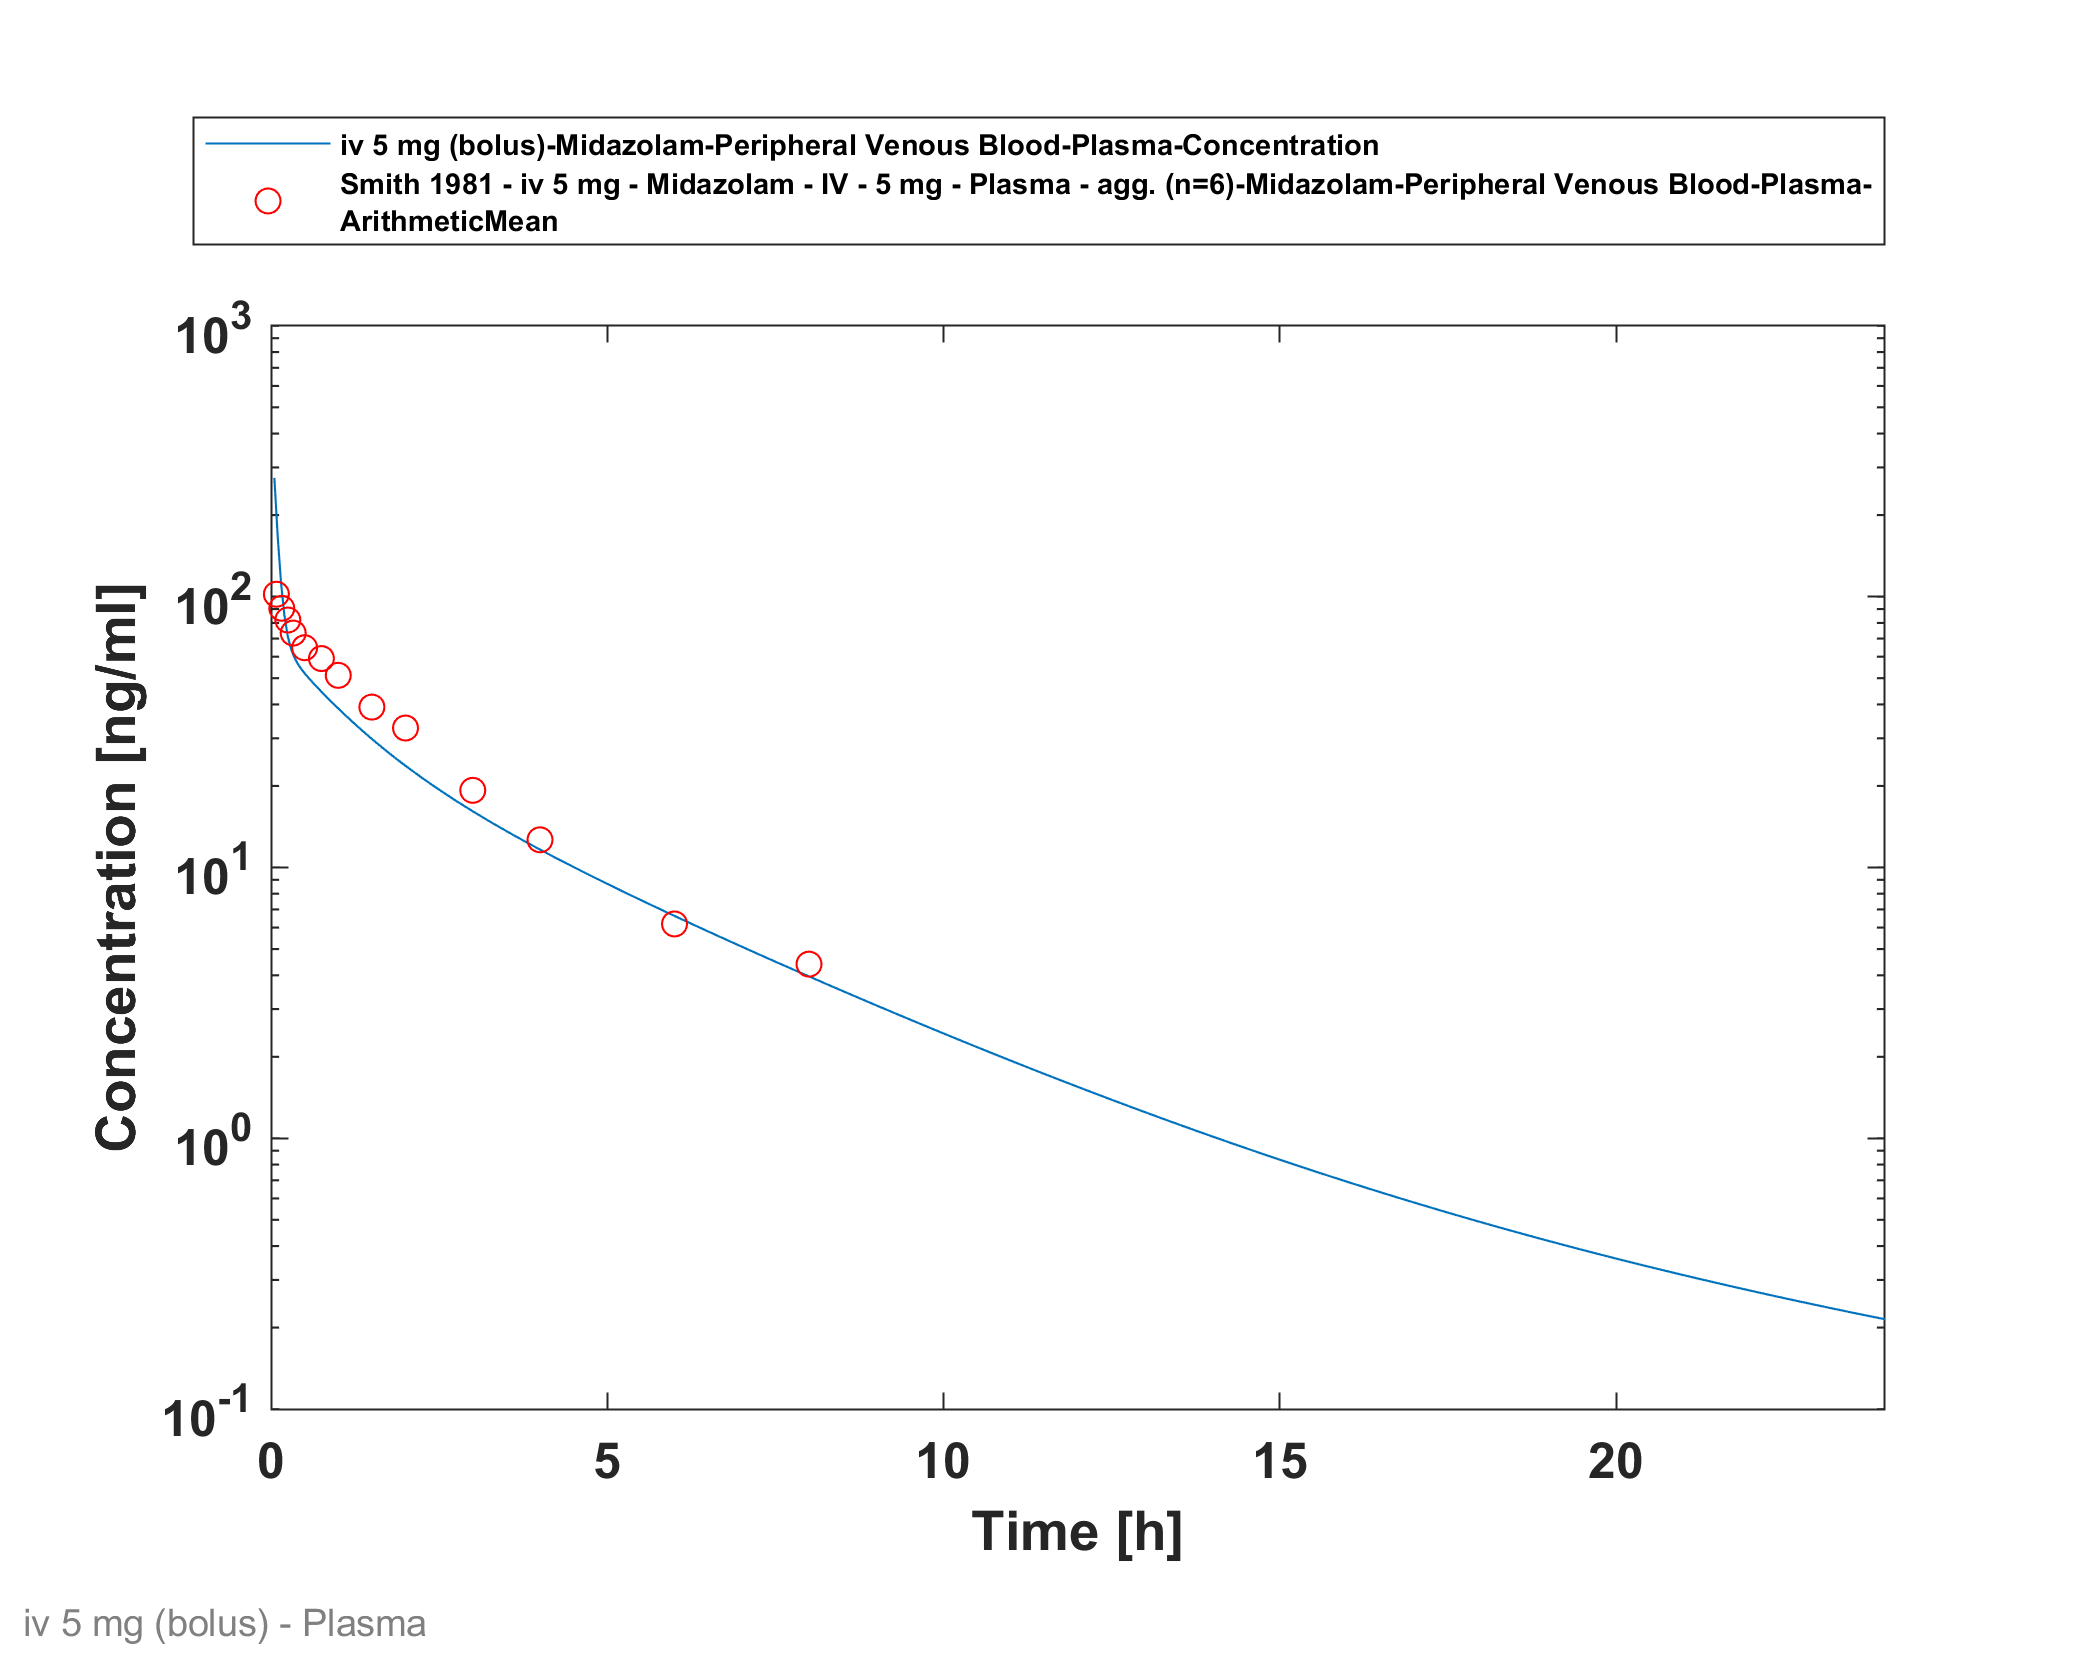 iv 5 mg (bolus)-Midazolam-Peripheral Venous Blood-Plasma-Concentration
Smith 1981 - iv 5 mg - Midazolam - IV - 5 mg - Plasma - agg. (n=6)-Midazolam-Peripheral Venous Blood-Plasma-
ArithmeticMean
10^3
10^2
10^1
10^0
10^-1
Concentration [ng/ml]
0 5 10 15 20
Time [h]
iv 5 mg (bolus) - Plasma